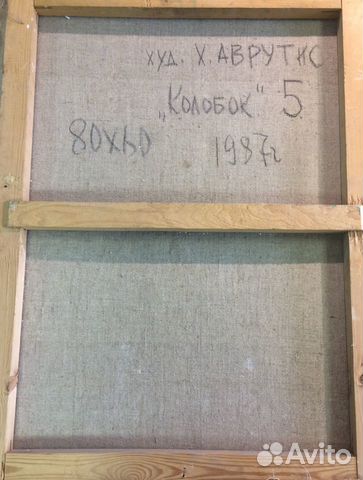 худ. Х. АВРУТИС
„Колобок" 5
80х60 1987г
Avito